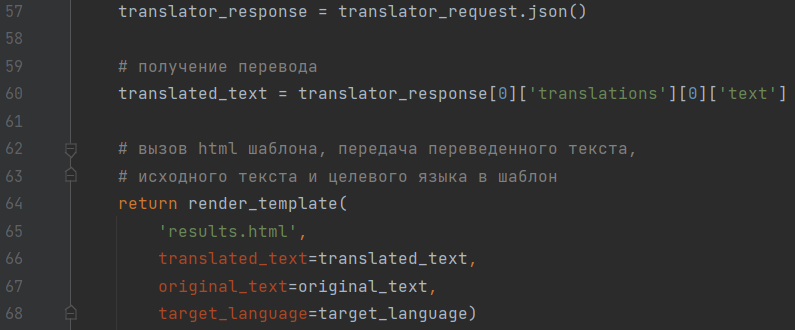 57 translator_response = translator_request.json()
58
59 # получение перевода
60 translated_text = translator_response[0]['translations'][0]['text']
61
62 # вызов html шаблона, передача переведенного текста,
63 # исходного текста и целевого языка в шаблон
64 return render_template(
65 'results.html',
66 translated_text=translated_text,
67 original_text=original_text,
68 target_language=target_language)